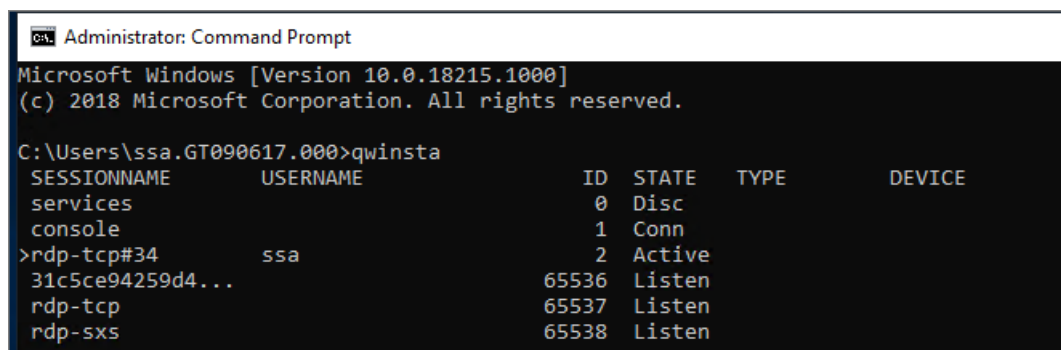 Administrator: Command Prompt
Microsoft Windows [Version 10.0.18215.1000]
(c) 2018 Microsoft Corporation. All rights reserved.
C:\Users\ssa.GT090617.000>qwinsta
SESSIONNAME USERNAME ID STATE TYPE DEVICE
services 0 Disc
console 1 Conn
>rdp-tcp#34 ssa 2 Active
31c5ce94259d4... 65536 Listen
rdp-tcp 65537 Listen
rdp-sxs 65538 Listen